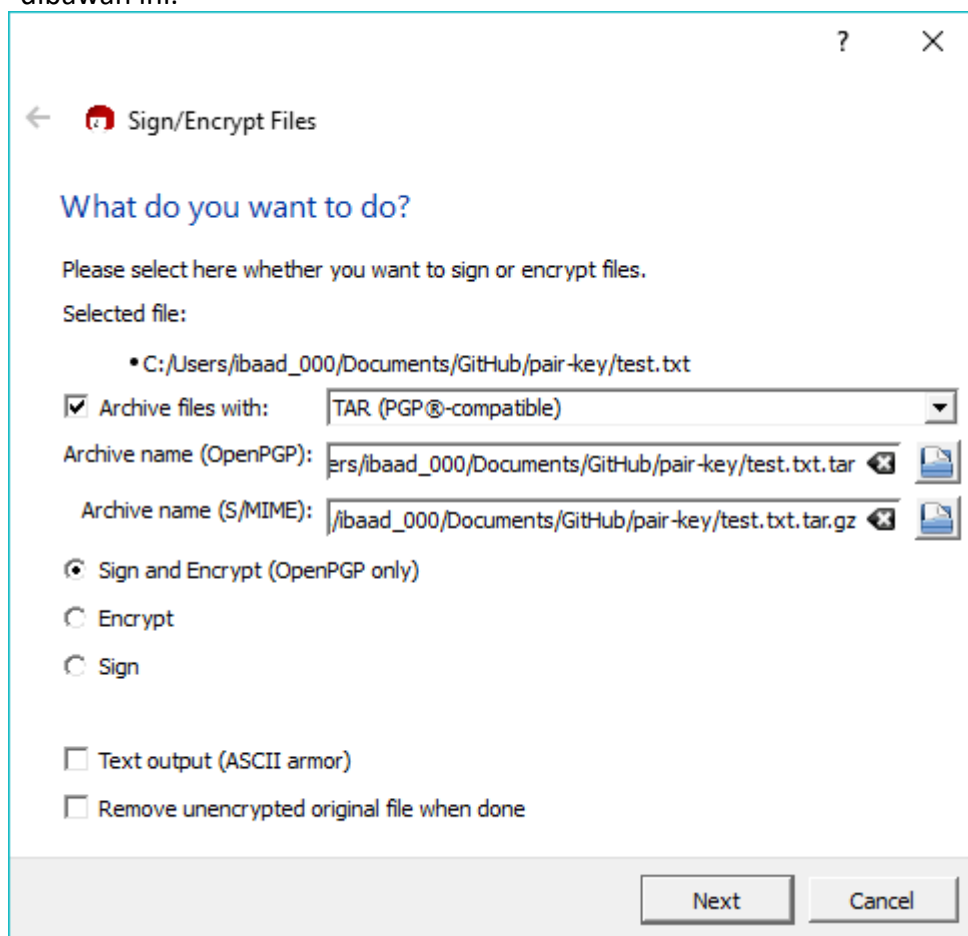 dibawah ini:
?
Sign/Encrypt Files
What do you want to do?
Please select here whether you want to sign or encrypt files.
Selected file:
• C:/Users/ibaad_000/Documents/GitHub/pair-key/test.txt
Archive files with: TAR (PGP®-compatible)
Archive name (OpenPGP): ers/ibaad_000/Documents/GitHub/pair-key/test.txt.tar
Archive name (S/MIME): /ibaad_000/Documents/GitHub/pair-key/test.txt.tar.gz
Sign and Encrypt (OpenPGP only)
Encrypt
Sign
Text output (ASCII armor)
Remove unencrypted original file when done
Next Cancel